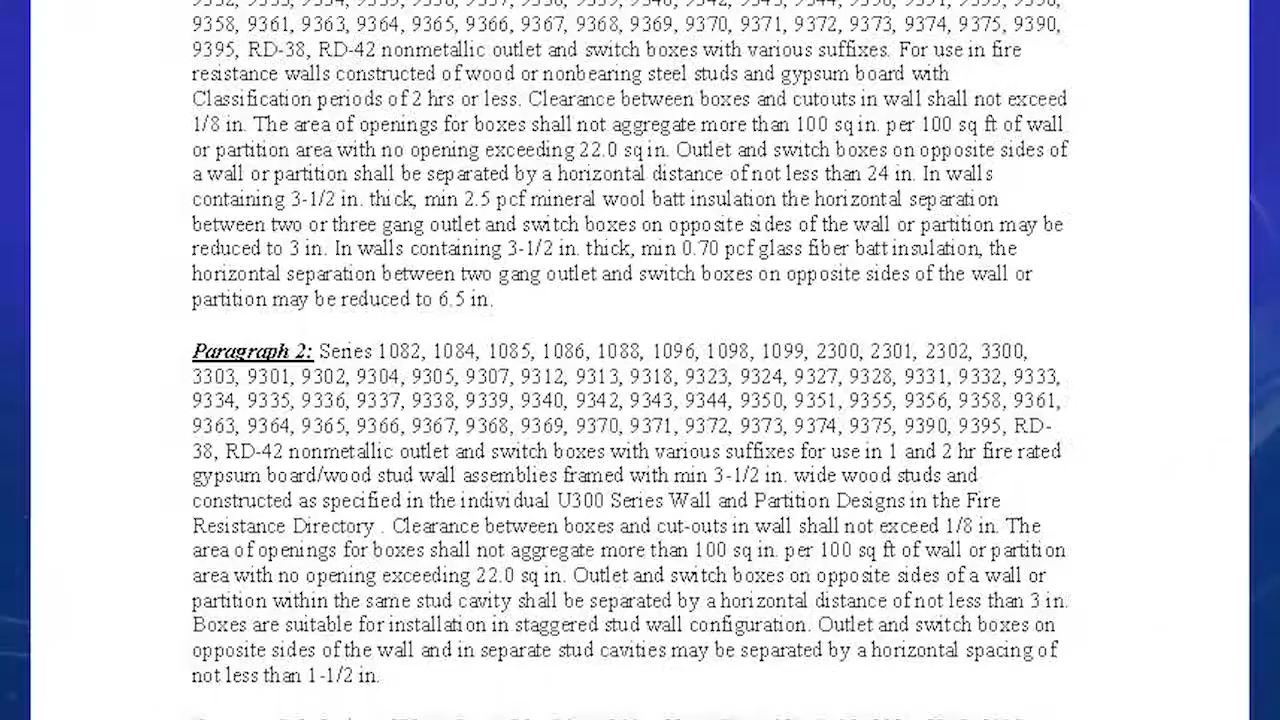 9358, 9361, 9363, 9364, 9365, 9366, 9367, 9368, 9369, 9370, 9371, 9372, 9373, 9374, 9375, 9390,
9395, RD-38, RD-42 nonmetallic outlet and switch boxes with various suffixes. For use in fire
resistance walls constructed of wood or nonbearing steel studs and gypsum board with
Classification periods of 2 hrs or less. Clearance between boxes and cutouts in wall shall not exceed
1/8 in. The area of openings for boxes shall not aggregate more than 100 sq in. per 100 sq ft of wall
or partition area with no opening exceeding 22.0 sq in. Outlet and switch boxes on opposite sides of
a wall or partition shall be separated by a horizontal distance of not less than 24 in. In walls
containing 3-1/2 in. thick, min 2.5 pcf mineral wool batt insulation the horizontal separation
between two or three gang outlet and switch boxes on opposite sides of the wall or partition may be
reduced to 3 in. In walls containing 3-1/2 in. thick, min 0.70 pcf glass fiber batt insulation, the
horizontal separation between two gang outlet and switch boxes on opposite sides of the wall or
partition may be reduced to 6.5 in.
Paragraph 2: Series 1082, 1084, 1085, 1086, 1088, 1096, 1098, 1099, 2300, 2301, 2302, 3300,
3303, 9301, 9302, 9304, 9305, 9307, 9312, 9313, 9318, 9323, 9324, 9327, 9328, 9331, 9332, 9333,
9334, 9335, 9336, 9337, 9338, 9339, 9340, 9342, 9343, 9344, 9350, 9351, 9355, 9356, 9358, 9361,
9363, 9364, 9365, 9366, 9367, 9368, 9369, 9370, 9371, 9372, 9373, 9374, 9375, 9390, 9395, RD-
38, RD-42 nonmetallic outlet and switch boxes with various suffixes for use in 1 and 2 hr fire rated
gypsum board/wood stud wall assemblies framed with min 3-1/2 in. wide wood studs and
constructed as specified in the individual U300 Series Wall and Partition Designs in the Fire
Resistance Directory . Clearance between boxes and cut-outs in wall shall not exceed 1/8 in. The
area of openings for boxes shall not aggregate more than 100 sq in. per 100 sq ft of wall or partition
area with no opening exceeding 22.0 sq in. Outlet and switch boxes on opposite sides of a wall or
partition within the same stud cavity shall be separated by a horizontal distance of not less than 3 in.
Boxes are suitable for installation in staggered stud wall configuration. Outlet and switch boxes on
opposite sides of the wall and in separate stud cavities may be separated by a horizontal spacing of
not less than 1-1/2 in.